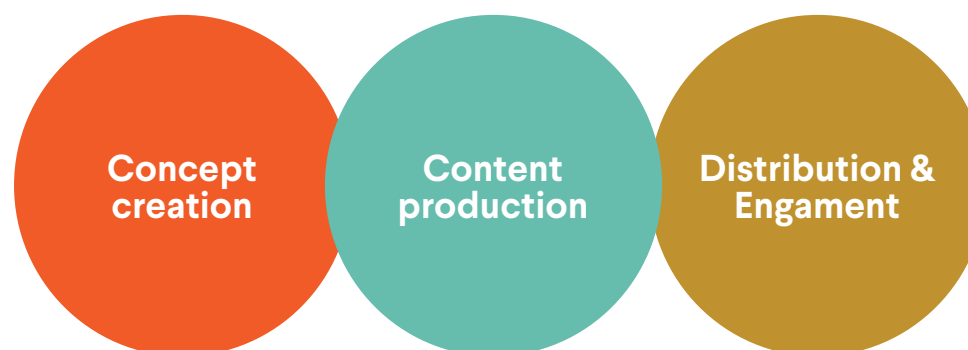 Concept
creation
Content
production
Distribution &
Engament